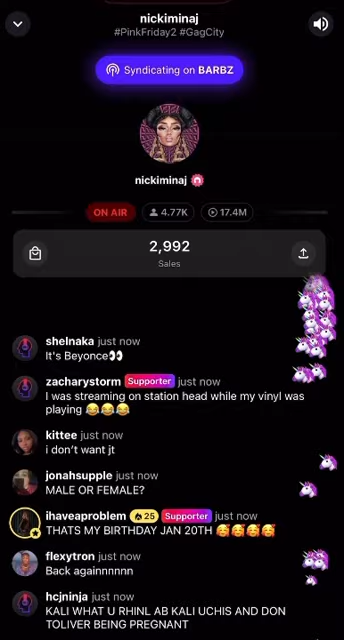 nickiminaj
#PinkFriday2 #GagCity
Syndicating on BARBZ
nickiminaj
ON AIR
4.77K
17.4M
2,992
Sales
shelnaka just now
It's Beyonce👀
zacharystorm Supporter just now
I was streaming on station head while my vinyl was
playing 😂😂😂
kittee just now
i don't want jt
jonahsupple just now
MALE OR FEMALE?
ihaveaproblem 25 Supporter just now
THATS MY BIRTHDAY JAN 20TH 🥰🥰🥰🥰
flexytron just now
Back againnnnnn
hcjninja just now
KALI WHAT U RHINL AB KALI UCHIS AND DON
TOLIVER BEING PREGNANT